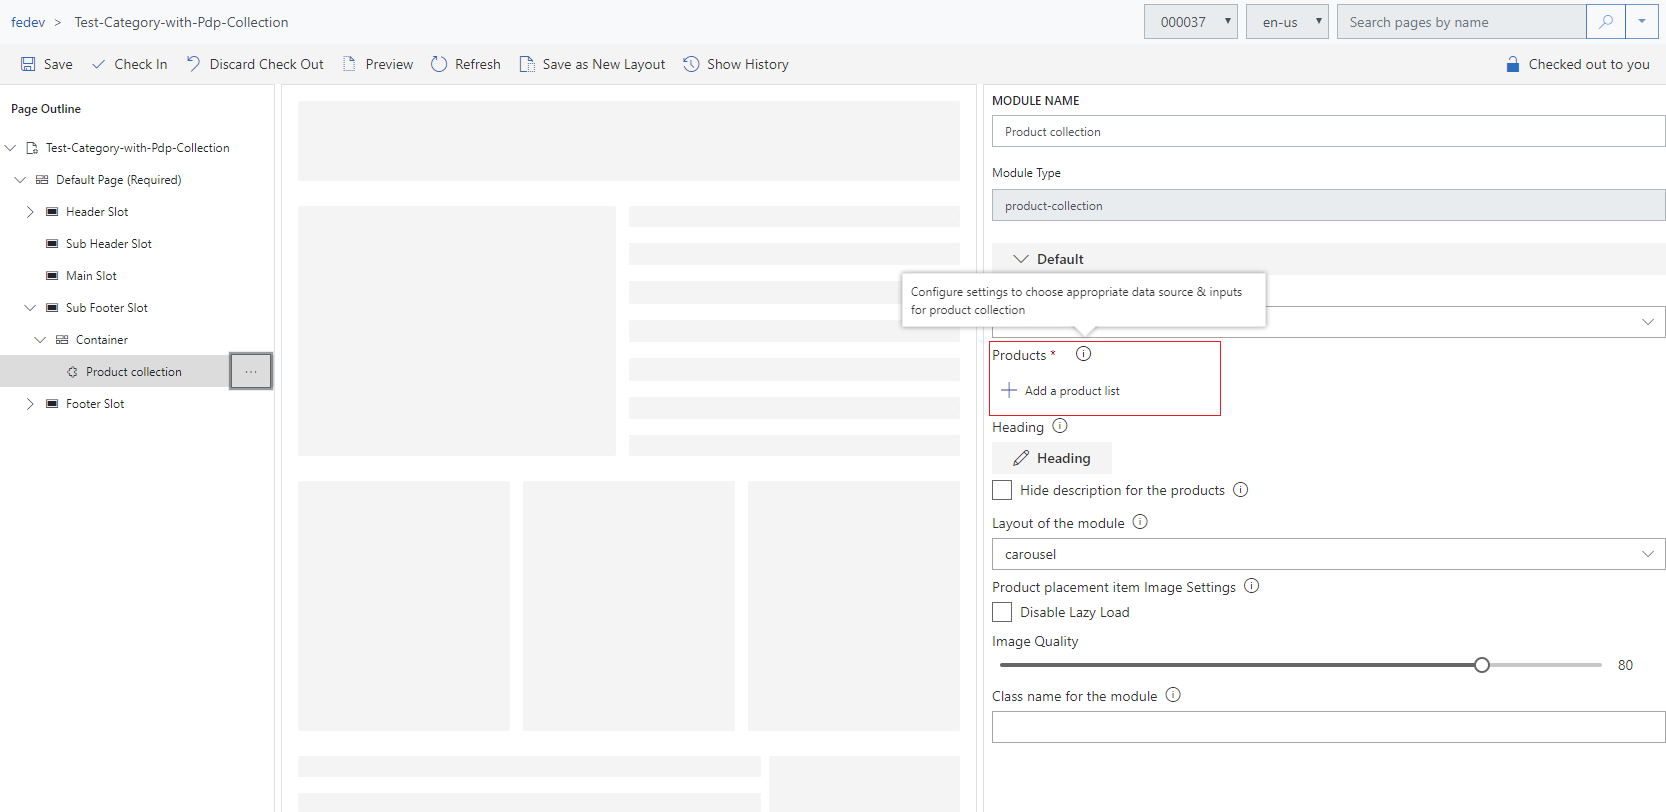 fedev > Test-Category-with-Pdp-Collection
000037
en-us
Search pages by name
Save
Check In
Discard Check Out
Preview
Refresh
Save as New Layout
Show History
Checked out to you
Page Outline
Test-Category-with-Pdp-Collection
Default Page (Required)
Header Slot
Sub Header Slot
Main Slot
Sub Footer Slot
Container
Product collection
...
Footer Slot
MODULE NAME
Product collection
Module Type
product-collection
Default
Configure settings to choose appropriate data source & inputs
for product collection
Products *
Add a product list
Heading
Heading
Hide description for the products
Layout of the module
carousel
Product placement item Image Settings
Disable Lazy Load
Image Quality
80
Class name for the module